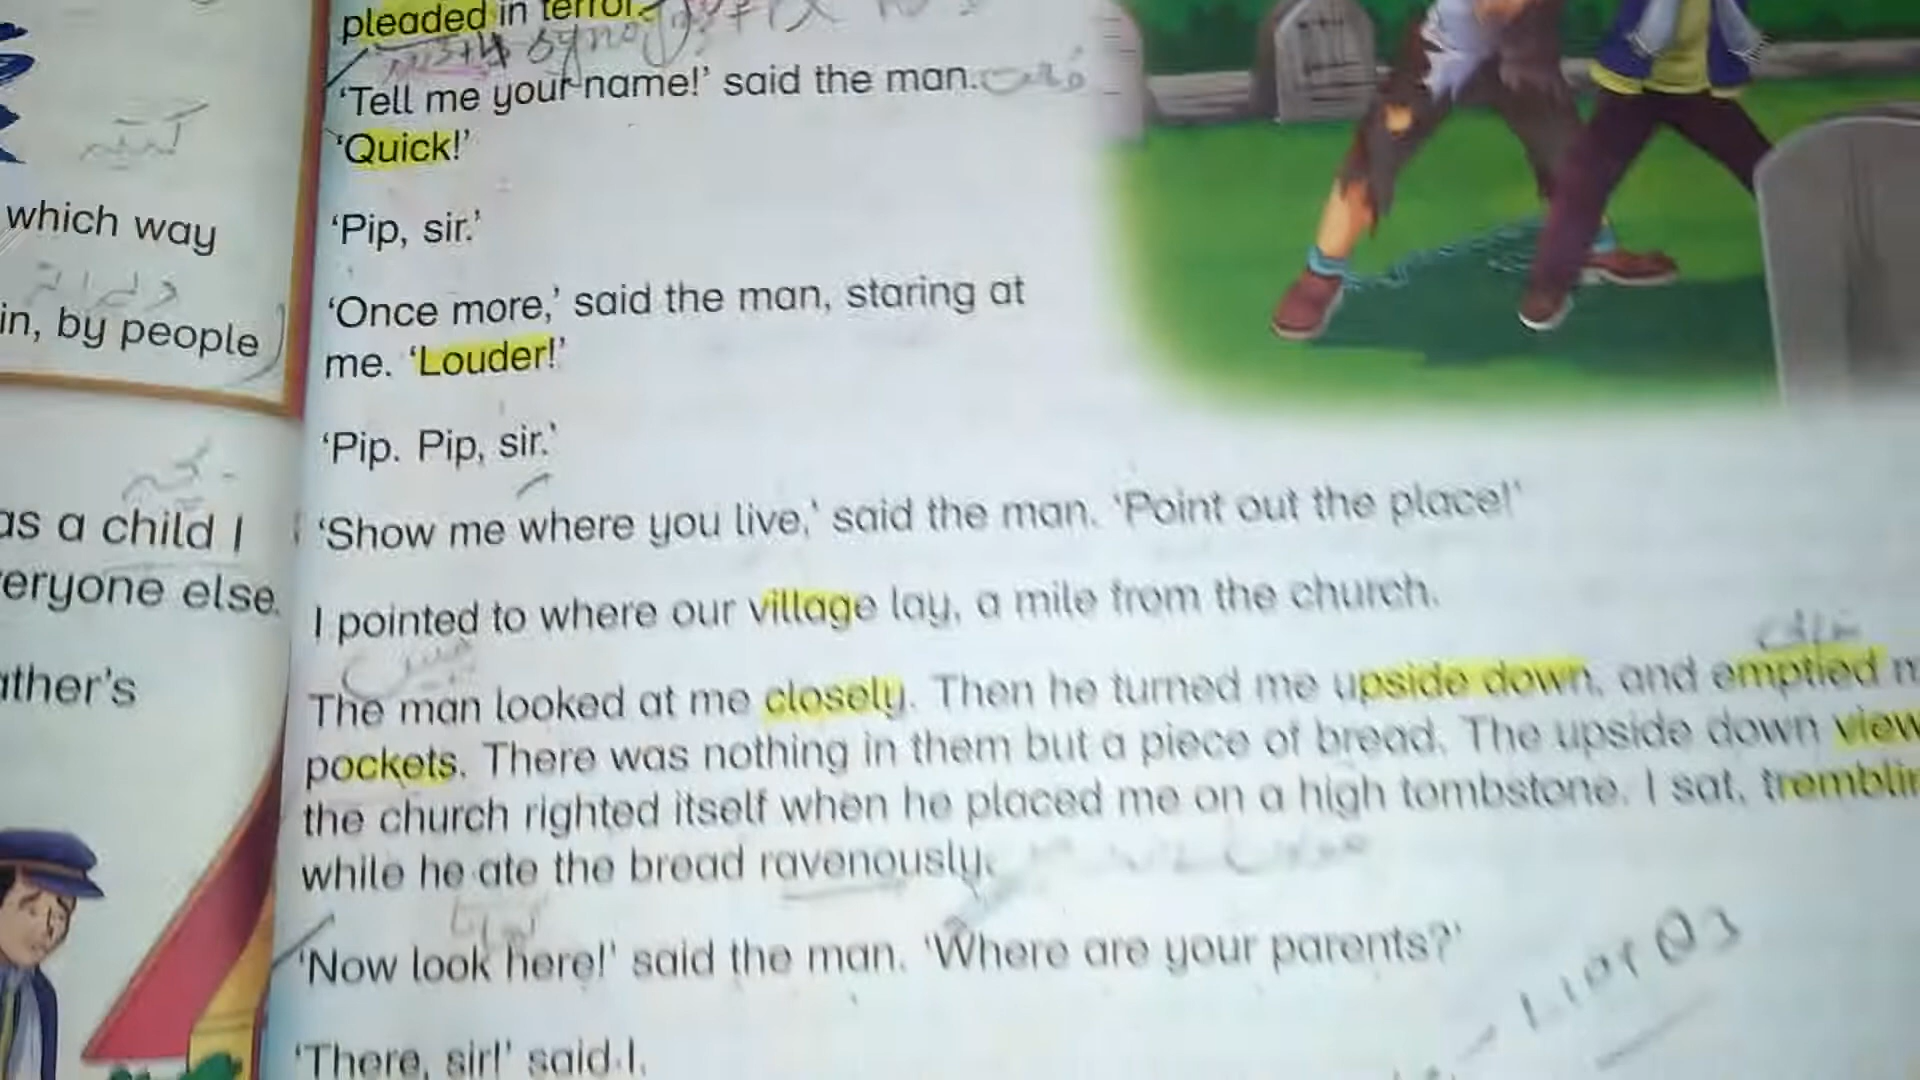 which way
in, by people
as a child I
eryone else.
ather's
pleaded in terror.
'Tell me your name!' said the man.
'Quick!'
'Pip, sir.'
'Once more,' said the man, staring at
me. 'Louder!'
'Pip. Pip, sir.'
'Show me where you live,' said the man. 'Point out the place!'
I pointed to where our village lay, a mile from the church.
The man looked at me closely. Then he turned me upside down, and emptied
pockets. There was nothing in them but a piece of bread. The upside down view
the church righted itself when he placed me on a high tombstone. I sat, tremblin
while he ate the bread ravenously.
'Now look here!' said the man. 'Where are your parents?'
'There, sir!' said I.